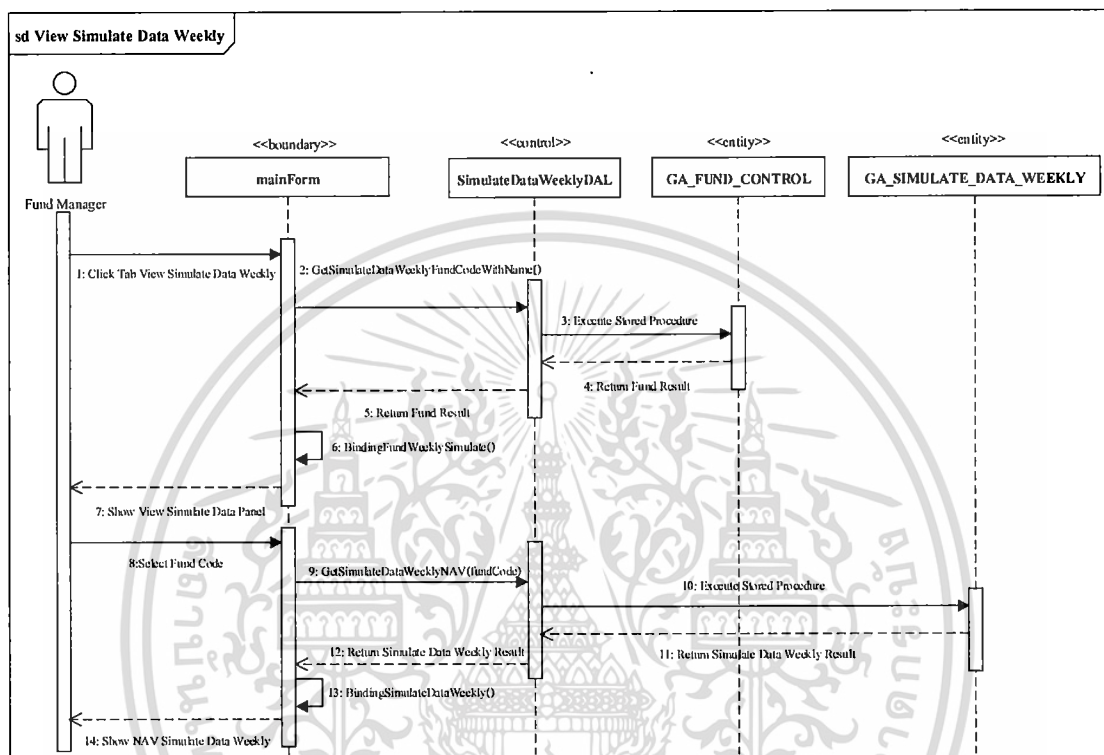 sd View Simulate Data Weekly
<<boundary>>
<<control>>
<<entity>>
<<entity>>
mainForm
SimulateDataWeeklyDAL
GA_FUND_CONTROL
GA_SIMULATE_DATA_WEEKLY
Fund Manager
1: Click Tab View Simulate Data Weekly
2: GetSimulateDataWeeklyFundCodeWithName()
3: Execute Stored Procedure
4: Return Fund Result
5: Return Fund Result
6: BindingFundWeeklySimulate()
7: Show View Simulate Data Panel
8:Select Fund Code
9: GetSimulateDataWeeklyNAV(fundCode)
10: Execute Stored Procedure
11: Return Simulate Data Weekly Result
12: Return Simulate Data Weekly Result
13: BindingSimulateDataWeekly()
14: Show NAV Simulate Data Weekly